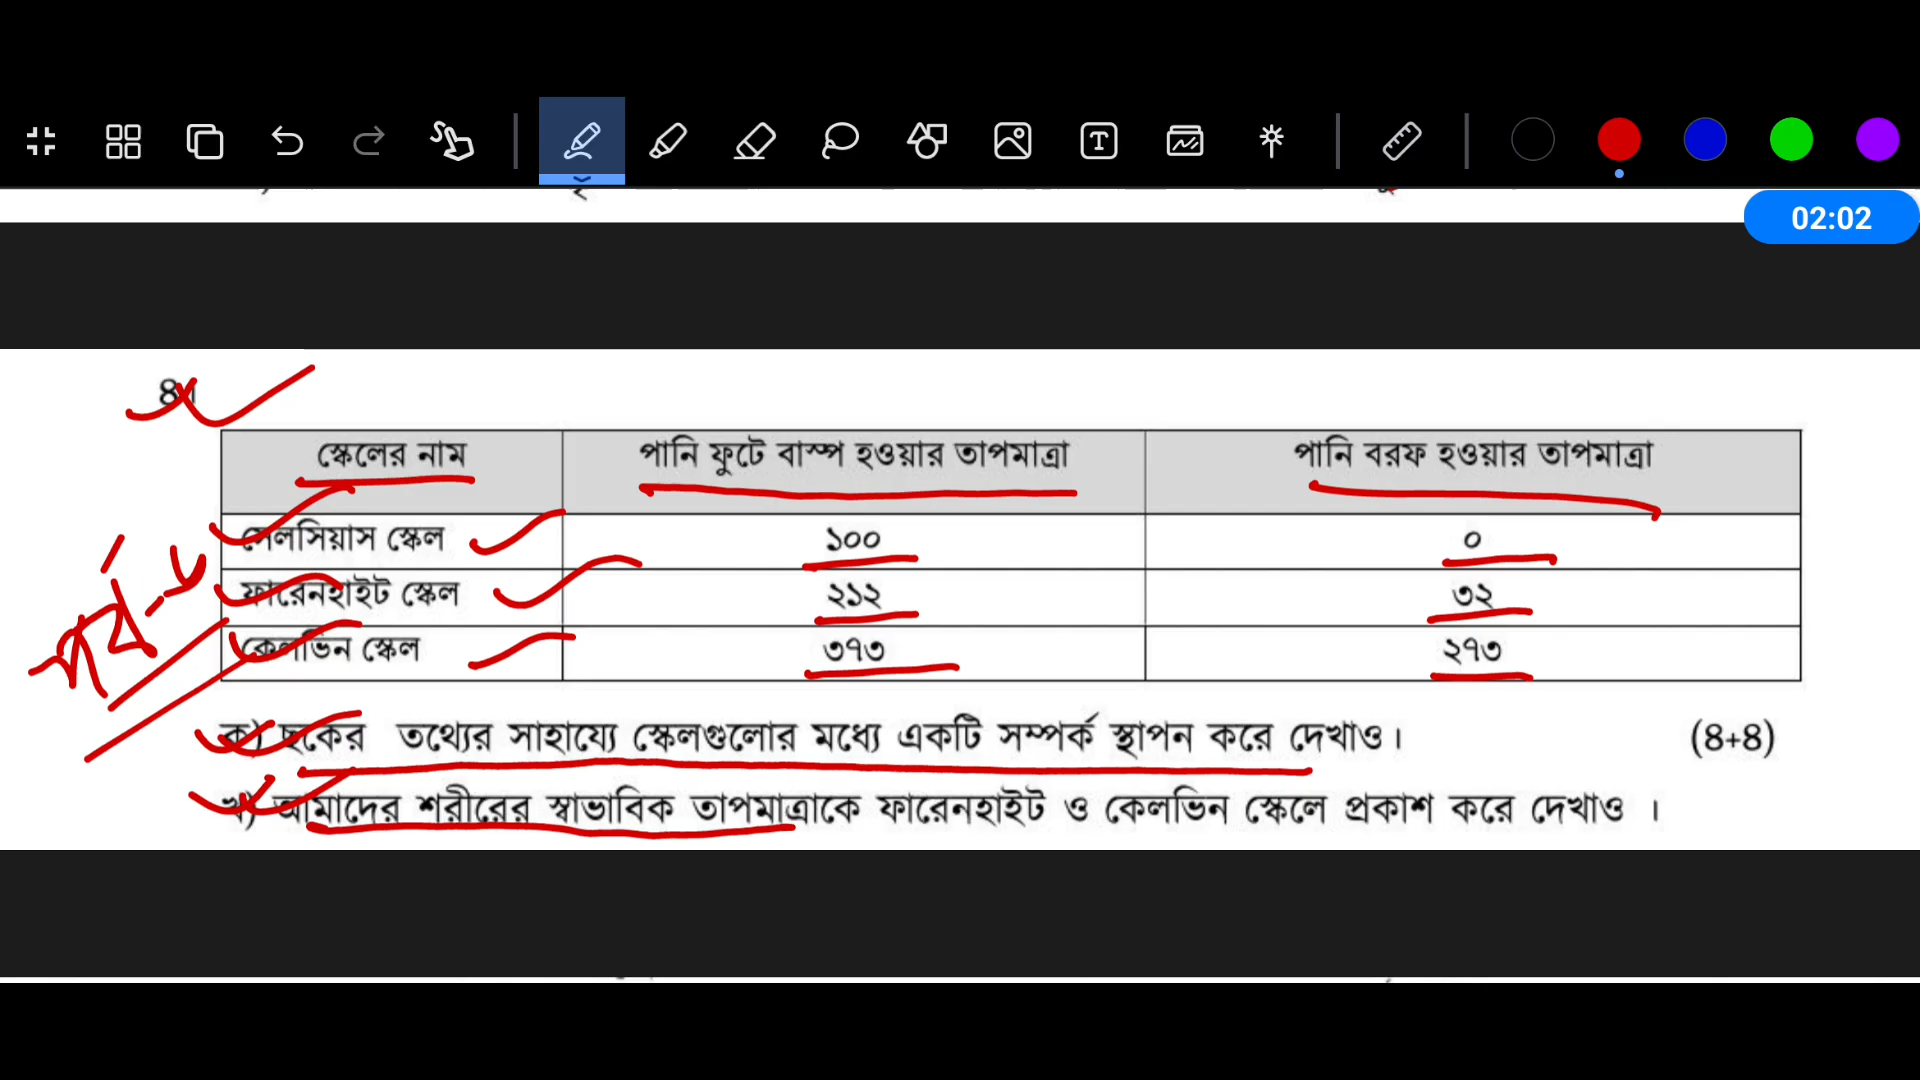 02:02
৪।
স্কেলের নাম পানি ফুটে বাস্প হওয়ার তাপমাত্রা পানি বরফ হওয়ার তাপমাত্রা
সেলসিয়াস স্কেল ১০০ ০
ফারেনহাইট স্কেল ২১২ ৩২
কেলভিন স্কেল ৩৭৩ ২৭৩
ক) ছকের তথ্যের সাহায্যে স্কেলগুলোর মধ্যে একটি সম্পর্ক স্থাপন করে দেখাও। (৪+৪)
খ) আমাদের শরীরের স্বাভাবিক তাপমাত্রাকে ফারেনহাইট ও কেলভিন স্কেলে প্রকাশ করে দেখাও ।